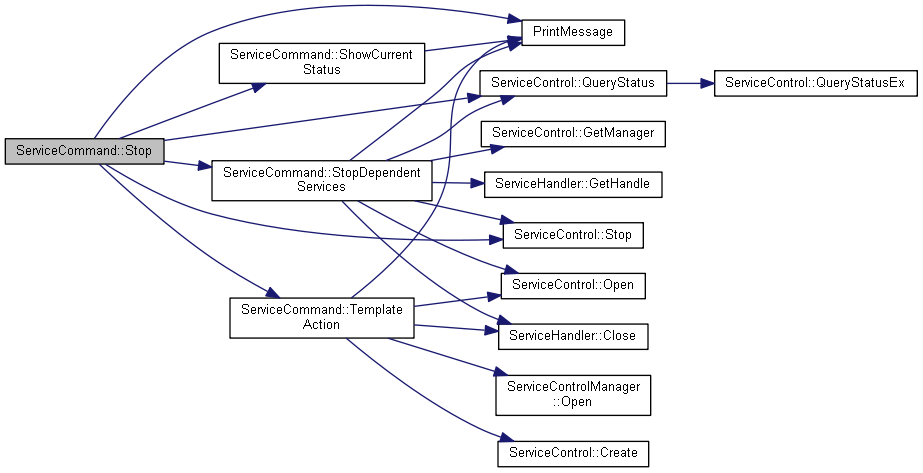 PrintMessage
ServiceCommand::ShowCurrent
Status
ServiceControl::QueryStatus
ServiceControl::QueryStatusEx
ServiceControl::GetManager
ServiceCommand::Stop
ServiceCommand::StopDependent
Services
ServiceHandler::GetHandle
ServiceControl::Stop
ServiceControl::Open
ServiceCommand::Template
Action
ServiceHandler::Close
ServiceControlManager
::Open
ServiceControl::Create